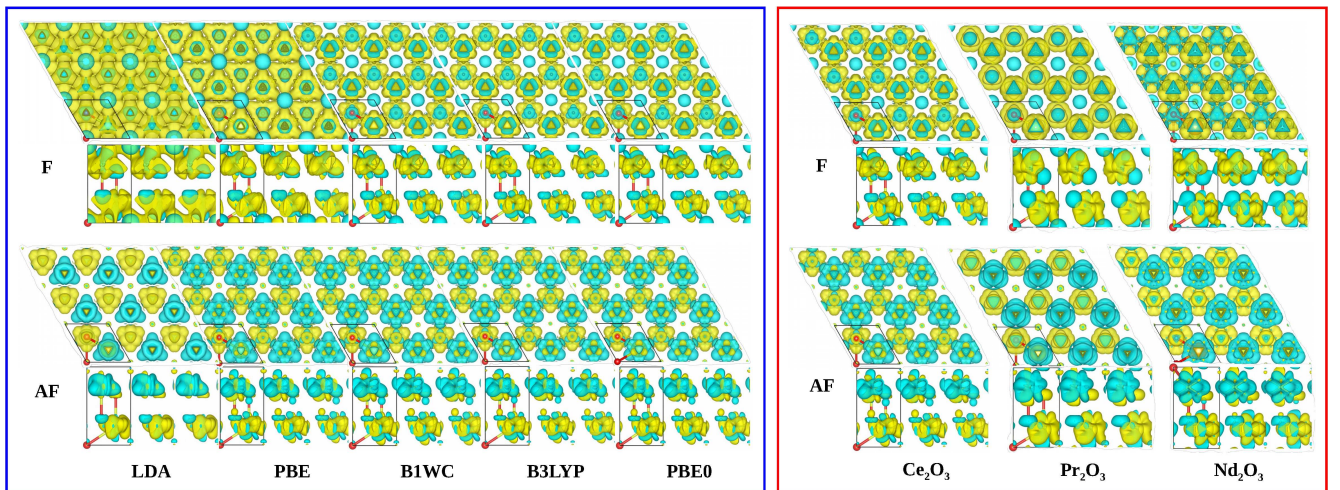 F
F
AF
AF
LDA PBE B1WC B3LYP PBE0
Ce₂O₃ Pr₂O₃ Nd₂O₃